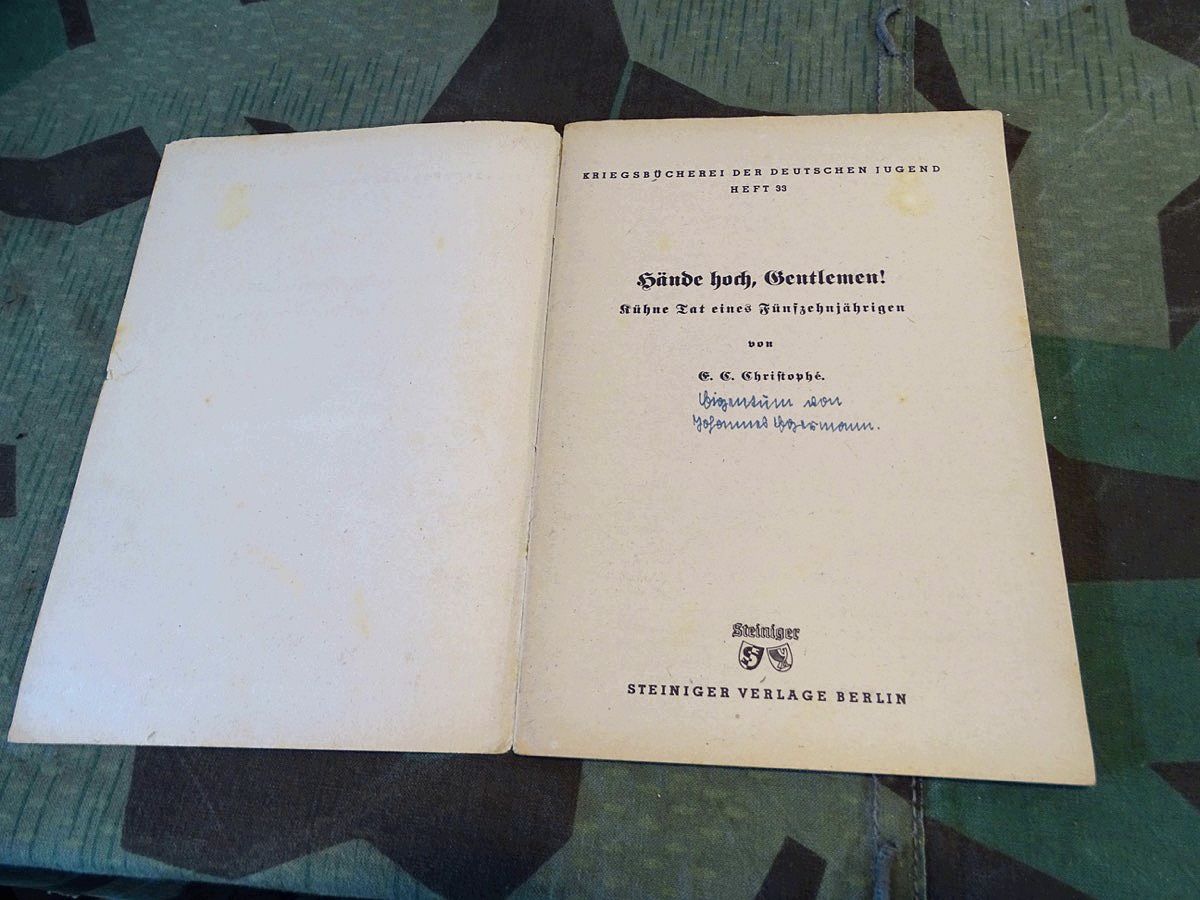 KRIEGSBÜCHEREI DER DEUTSCHEN JUGEND
HEFT 33
Hände hoch, Gentlemen!
Kühne Tat eines Fünfzehnjährigen
von
E. C. Christophé.
Eigentum von
Johannes
Steiniger
STEINIGER VERLAGE BERLIN